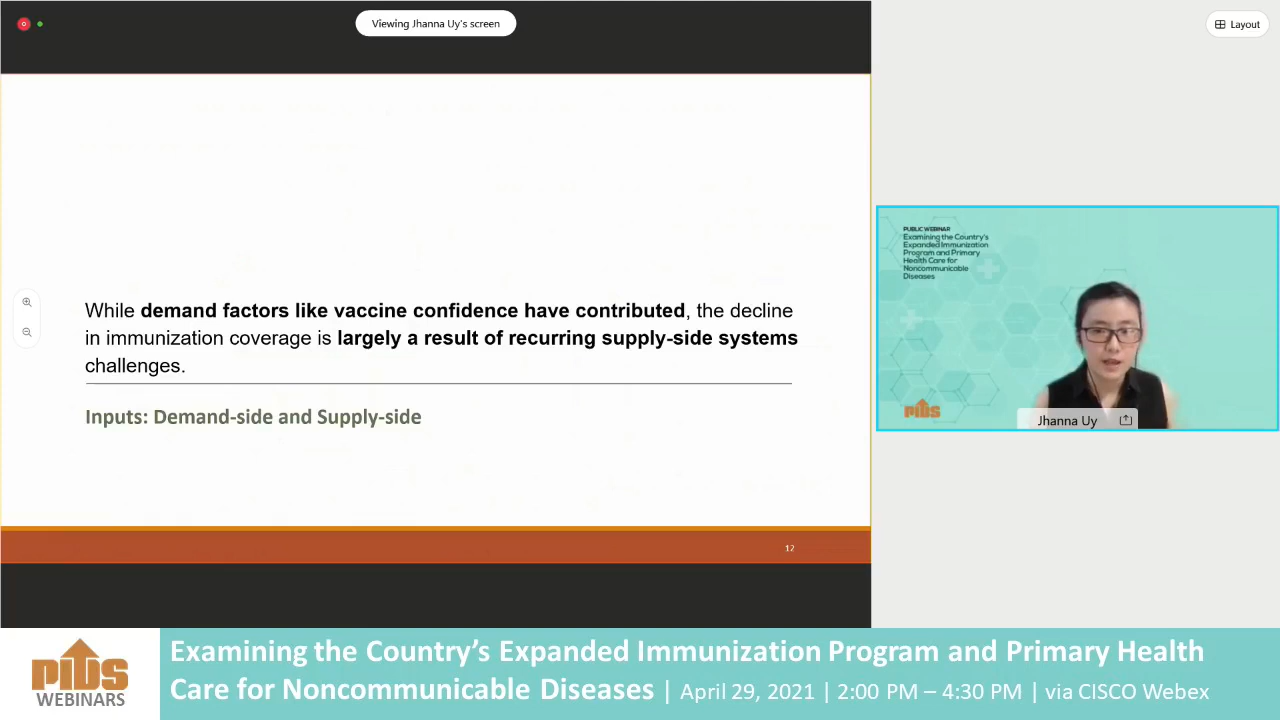 Viewing Jhanna Uy's screen
Layout
While demand factors like vaccine confidence have contributed, the decline
in immunization coverage is largely a result of recurring supply-side systems
challenges.
Inputs: Demand-side and Supply-side
12
PUBLIC WEBINAR
Examining the Country's
Expanded Immunization
Program and Primary
Health Care for
Noncommunicable
Diseases
PIDS
Jhanna Uy
PIDS
WEBINARS
Examining the Country's Expanded Immunization Program and Primary Health
Care for Noncommunicable Diseases | April 29, 2021 | 2:00 PM – 4:30 PM | via CISCO Webex